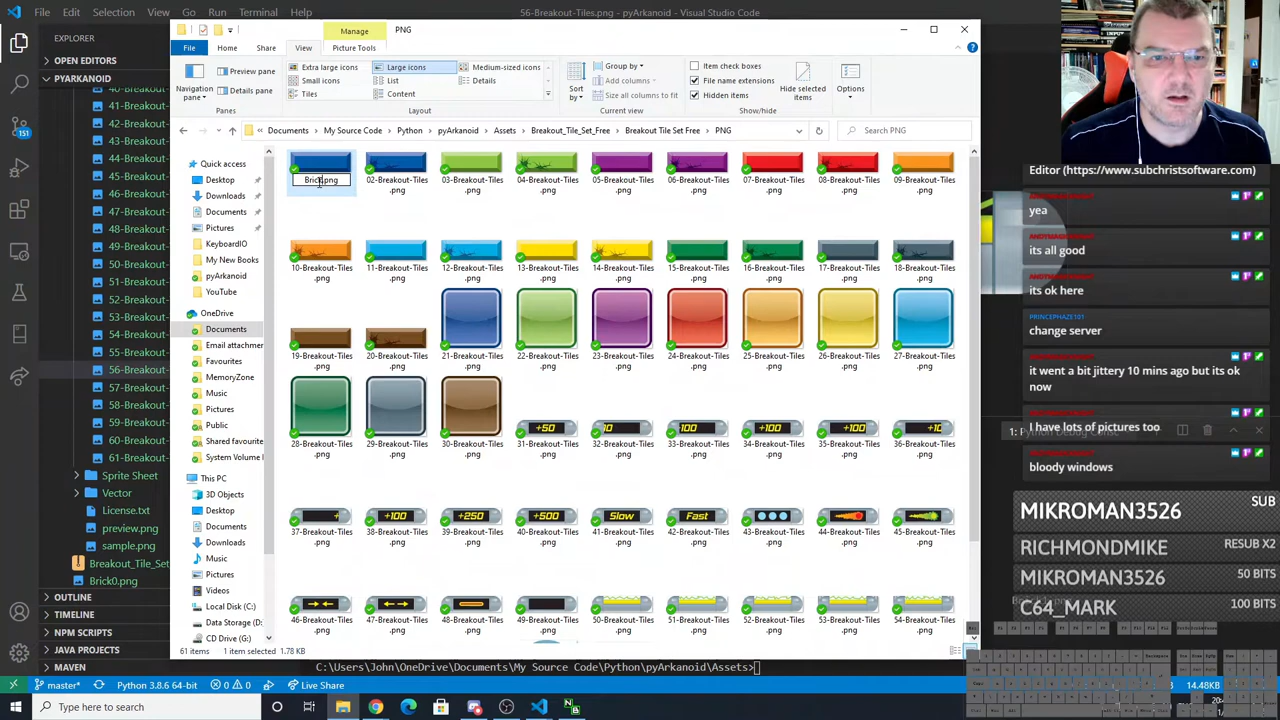 56-Breakout-Tiles.png - pyArkanoid - Visual Studio Code
EXPLORER
OPEN EDITORS
PYARKANOID
41-Breakout-
42-Breakout-
43-Breakout-
44-Breakout-
45-Breakout-
46-Breakout-
47-Breakout-
48-Breakout-
49-Breakout-
50-Breakout-
51-Breakout-
52-Breakout-
53-Breakout-
54-Breakout-
55-Breakout-
56-Breakout-
57-Breakout-
58-Breakout-
59-Breakout-
60-Breakout-
61-Breakout-
Sprite Sheet
Vector
License.txt
preview.png
sample.png
Breakout_Tile_Set
Brick0.png
OUTLINE
TIMELINE
NPM SCRIPTS
JAVA PROJECTS
MAVEN
151
Manage
PNG
File
Home
Share
View
Picture Tools
Navigation pane
Preview pane
Details pane
Panes
Extra large icons
Large icons
Medium-sized icons
Small icons
List
Details
Tiles
Content
Layout
Sort by
Group by
Add columns
Size all columns to fit
Current view
Item check boxes
File name extensions
Hidden items
Hide selected items
Show/hide
Options
Documents > My Source Code > Python > pyArkanoid > Assets > Breakout_Tile_Set_Free > Breakout Tile Set Free > PNG
Search PNG
Quick access
Desktop
Downloads
Documents
Pictures
KeyboardIO
My New Books
pyArkanoid
YouTube
OneDrive
Documents
Email attachmen
Favourites
MemoryZone
Music
Pictures
Public
Shared favourite
System Volume I
This PC
3D Objects
Desktop
Documents
Downloads
Music
Pictures
Videos
Local Disk (C:)
Data Storage (D:
CD Drive (G:)
Brick.png
02-Breakout-Tiles.png
03-Breakout-Tiles.png
04-Breakout-Tiles.png
05-Breakout-Tiles.png
06-Breakout-Tiles.png
07-Breakout-Tiles.png
08-Breakout-Tiles.png
09-Breakout-Tiles.png
10-Breakout-Tiles.png
11-Breakout-Tiles.png
12-Breakout-Tiles.png
13-Breakout-Tiles.png
14-Breakout-Tiles.png
15-Breakout-Tiles.png
16-Breakout-Tiles.png
17-Breakout-Tiles.png
18-Breakout-Tiles.png
19-Breakout-Tiles.png
20-Breakout-Tiles.png
21-Breakout-Tiles.png
22-Breakout-Tiles.png
23-Breakout-Tiles.png
24-Breakout-Tiles.png
25-Breakout-Tiles.png
26-Breakout-Tiles.png
27-Breakout-Tiles.png
+50 +100 +100
28-Breakout-Tiles.png
29-Breakout-Tiles.png
30-Breakout-Tiles.png
31-Breakout-Tiles.png
32-Breakout-Tiles.png
33-Breakout-Tiles.png
34-Breakout-Tiles.png
35-Breakout-Tiles.png
36-Breakout-Tiles.png
+100 +250 +500 Slow Fast
37-Breakout-Tiles.png
38-Breakout-Tiles.png
39-Breakout-Tiles.png
40-Breakout-Tiles.png
41-Breakout-Tiles.png
42-Breakout-Tiles.png
43-Breakout-Tiles.png
44-Breakout-Tiles.png
45-Breakout-Tiles.png
46-Breakout-Tiles.png
47-Breakout-Tiles.png
48-Breakout-Tiles.png
49-Breakout-Tiles.png
50-Breakout-Tiles.png
51-Breakout-Tiles.png
52-Breakout-Tiles.png
53-Breakout-Tiles.png
54-Breakout-Tiles.png
61 items
1 item selected 1.78 KB
C:\Users\John\OneDrive\Documents\My Source Code\Python\pyArkanoid\Assets>
Editor (https://www.subchristsoftware.com)
yea
its all good
its ok here
PRINCEPHAZE101
change server
it went a bit jittery 10 mins ago but its ok
now
I have lots of pictures too
bloody windows
MIKROMAN3526 SUB
RICHMONDMIKE RESUB X2
MIKROMAN3526 50 BITS
C64_MARK 100 BITS
master*
Python 3.8.6 64-bit
0 0
Live Share
14.48KB
Type here to search